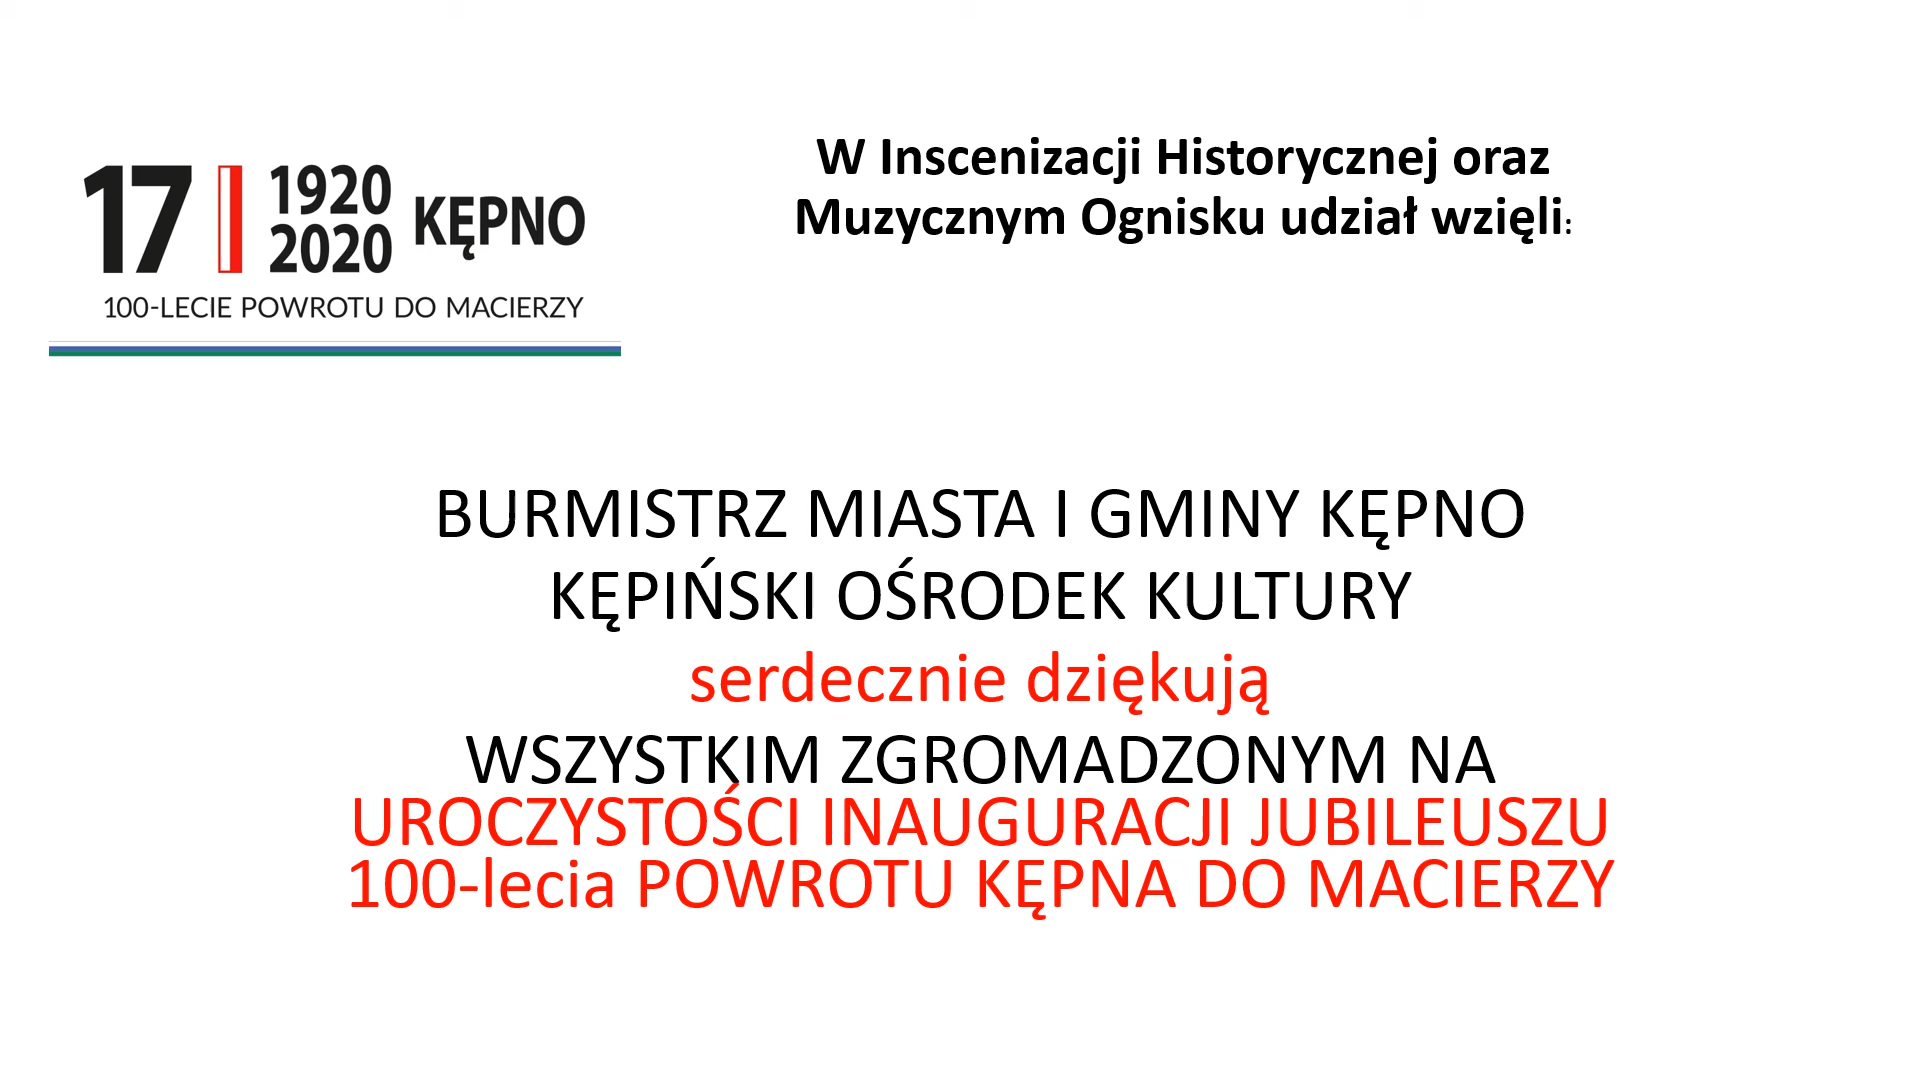 17 1920 2020 KĘPNO
100-LECIE POWROTU DO MACIERZY
W Inscenizacji Historycznej oraz
Muzycznym Ognisku udział wzięli:
BURMISTRZ MIASTA I GMINY KĘPNO
KĘPIŃSKI OŚRODEK KULTURY
serdecznie dziękują
WSZYSTKIM ZGROMADZONYM NA
UROCZYSTOŚCI INAUGURACJI JUBILEUSZU
100-lecia POWROTU KĘPNA DO MACIERZY